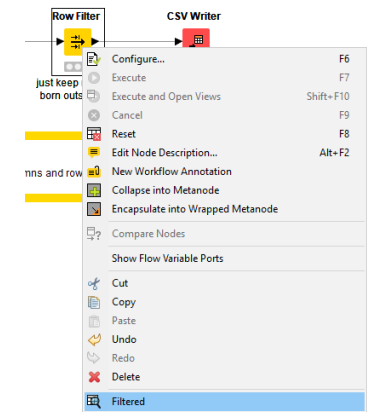 Row Filter
CSV Writer
just keep
born outs
mns and row
Configure... F6
Execute F7
Execute and Open Views Shift+F10
Cancel F9
Reset F8
Edit Node Description... Alt+F2
New Workflow Annotation
Collapse into Metanode
Encapsulate into Wrapped Metanode
Compare Nodes
Show Flow Variable Ports
Cut
Copy
Paste
Undo
Redo
Delete
Filtered